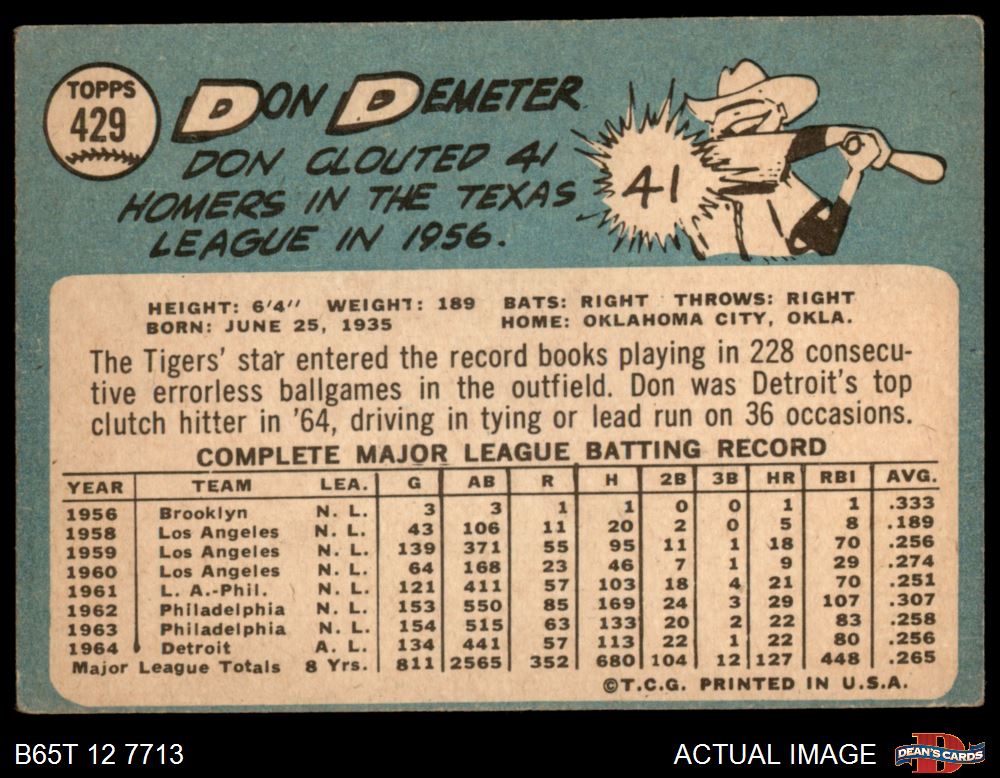 TOPPS
429
DON DEMETER
DON CLOUTED 41
HOMERS IN THE TEXAS
LEAGUE IN 1956.
41
HEIGHT: 6'4" WEIGHT: 189 BATS: RIGHT THROWS: RIGHT
BORN: JUNE 25, 1935 HOME: OKLAHOMA CITY, OKLA.
The Tigers' star entered the record books playing in 228 consecu-
tive errorless ballgames in the outfield. Don was Detroit's top
clutch hitter in '64, driving in tying or lead run on 36 occasions.
COMPLETE MAJOR LEAGUE BATTING RECORD
YEAR TEAM LEA. G AB R H 2B 3B HR RBI AVG.
1956 Brooklyn N. L. 3 3 1 1 0 0 1 1 .333
1958 Los Angeles N. L. 43 106 11 20 2 0 5 8 .189
1959 Los Angeles N. L. 139 371 55 95 11 1 18 70 .256
1960 Los Angeles N. L. 64 168 23 46 7 1 9 29 .274
1961 L. A.-Phil. N. L. 121 411 57 103 18 4 21 70 .251
1962 Philadelphia N. L. 153 550 85 169 24 3 29 107 .307
1963 Philadelphia N. L. 154 515 63 133 20 2 22 83 .258
1964 Detroit A. L. 134 441 57 113 22 1 22 80 .256
Major League Totals 8 Yrs. 811 2565 352 680 104 12 127 448 .265
©T.C.G. PRINTED IN U.S.A.
B65T 12 7713 ACTUAL IMAGE D DEAN'S CARDS